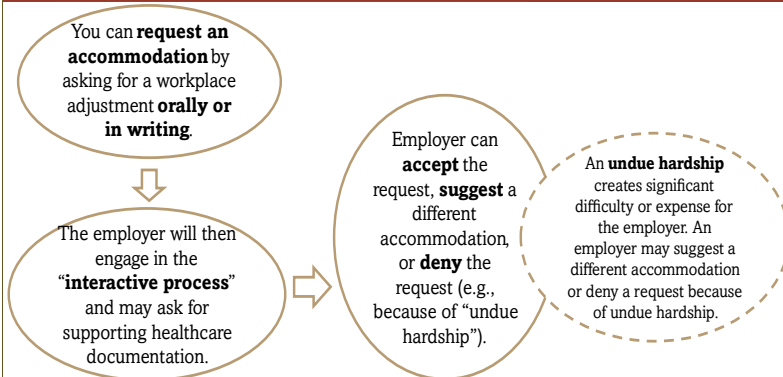 You can request an
accommodation by
asking for a workplace
adjustment orally or
in writing.
The employer will then
engage in the
“interactive process”
and may ask for
supporting healthcare
documentation.
Employer can
accept the
request, suggest a
different
accommodation,
or deny the
request (e.g.,
because of “undue
hardship”).
An undue hardship
creates significant
difficulty or expense for
the employer. An
employer may suggest a
different accommodation
or deny a request because
of undue hardship.